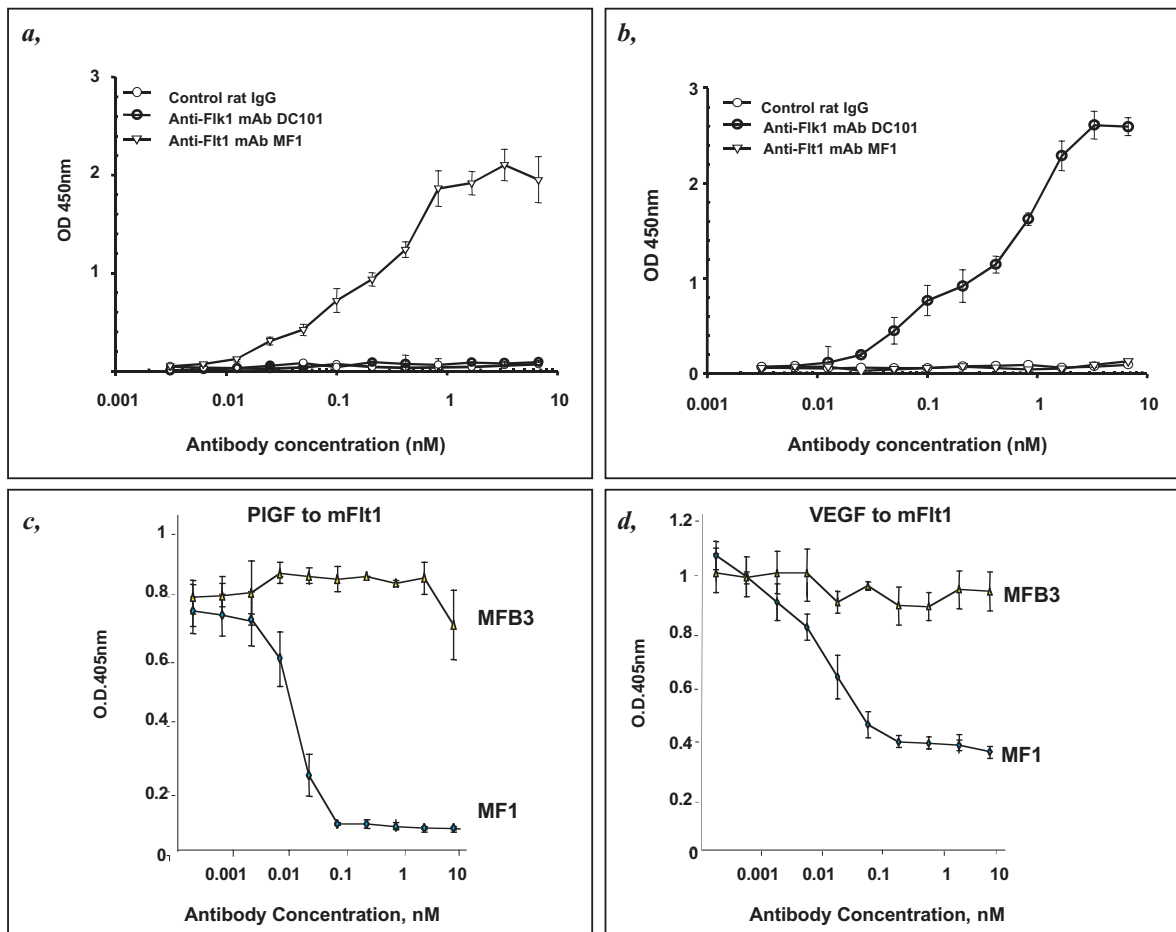 a,
3
2
1
OD 450nm
Control rat IgG
Anti-Flk1 mAb DC101
Anti-Flt1 mAb MF1
0.001 0.01 0.1 1 10
Antibody concentration (nM)
b,
3
2
1
0
OD 450nm
Control rat IgG
Anti-Flk1 mAb DC101
Anti-Flt1 mAb MF1
0.001 0.01 0.1 1 10
Antibody concentration (nM)
c,
PlGF to mFlt1
1
0.8
0.6
0.4
0.2
0
O.D.405nm
MFB3
MF1
0.001 0.01 0.1 1 10
Antibody Concentration, nM
d,
VEGF to mFlt1
1.2
1
0.8
0.6
0.4
0.2
0
O.D.405nm
MFB3
MF1
0.001 0.01 0.1 1 10
Antibody Concentration, nM